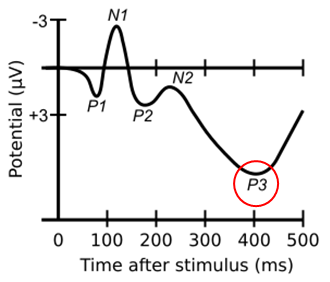 -3
N1
N2
P1
P2
+3
P3
Potential (µV)
0 100 200 300 400 500
Time after stimulus (ms)